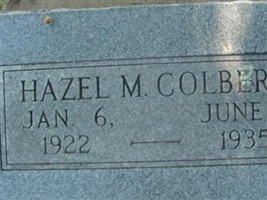 HAZEL M. COLBER
JAN. 6, JUNE
1922 — 1935